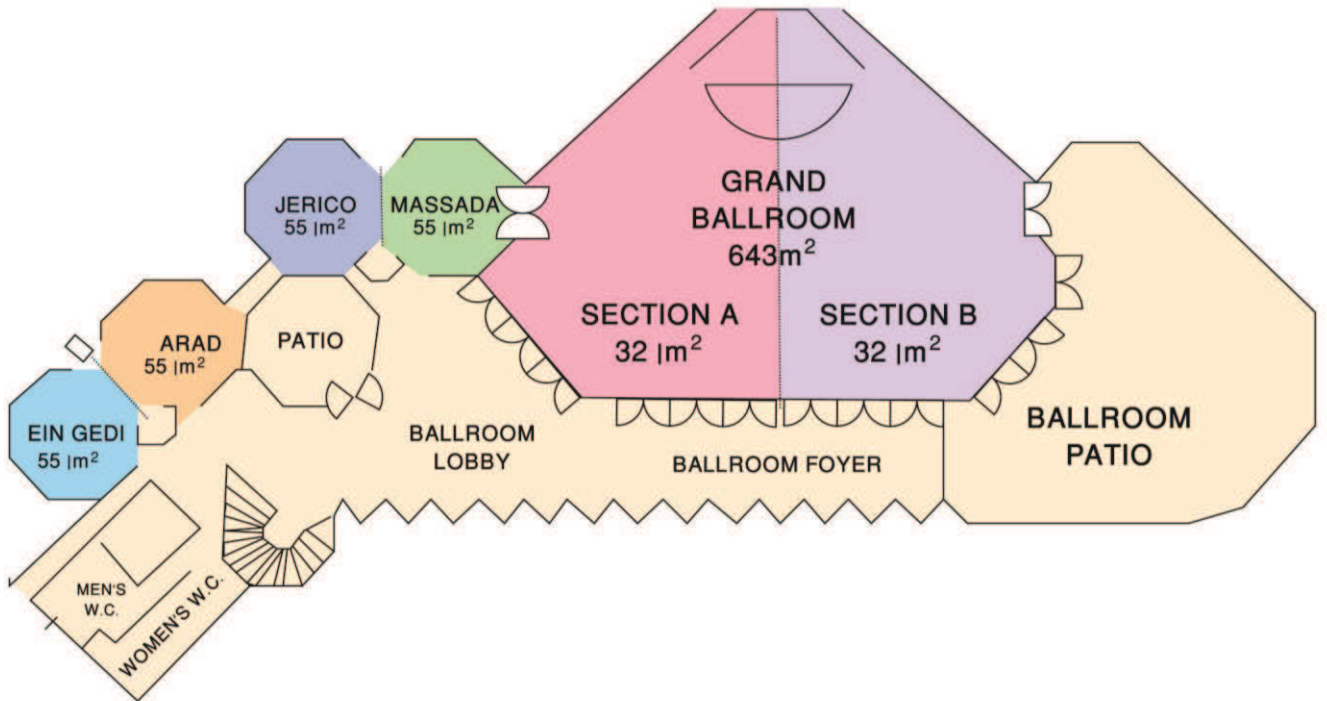 GRAND
BALLROOM
643m²
SECTION A
32 |m²
SECTION B
32 |m²
JERICO
55 |m²
MASSADA
55 |m²
ARAD
55 |m²
PATIO
EIN GEDI
55 |m²
BALLROOM
LOBBY
BALLROOM FOYER
BALLROOM
PATIO
MEN'S
W.C.
WOMEN'S W.C.